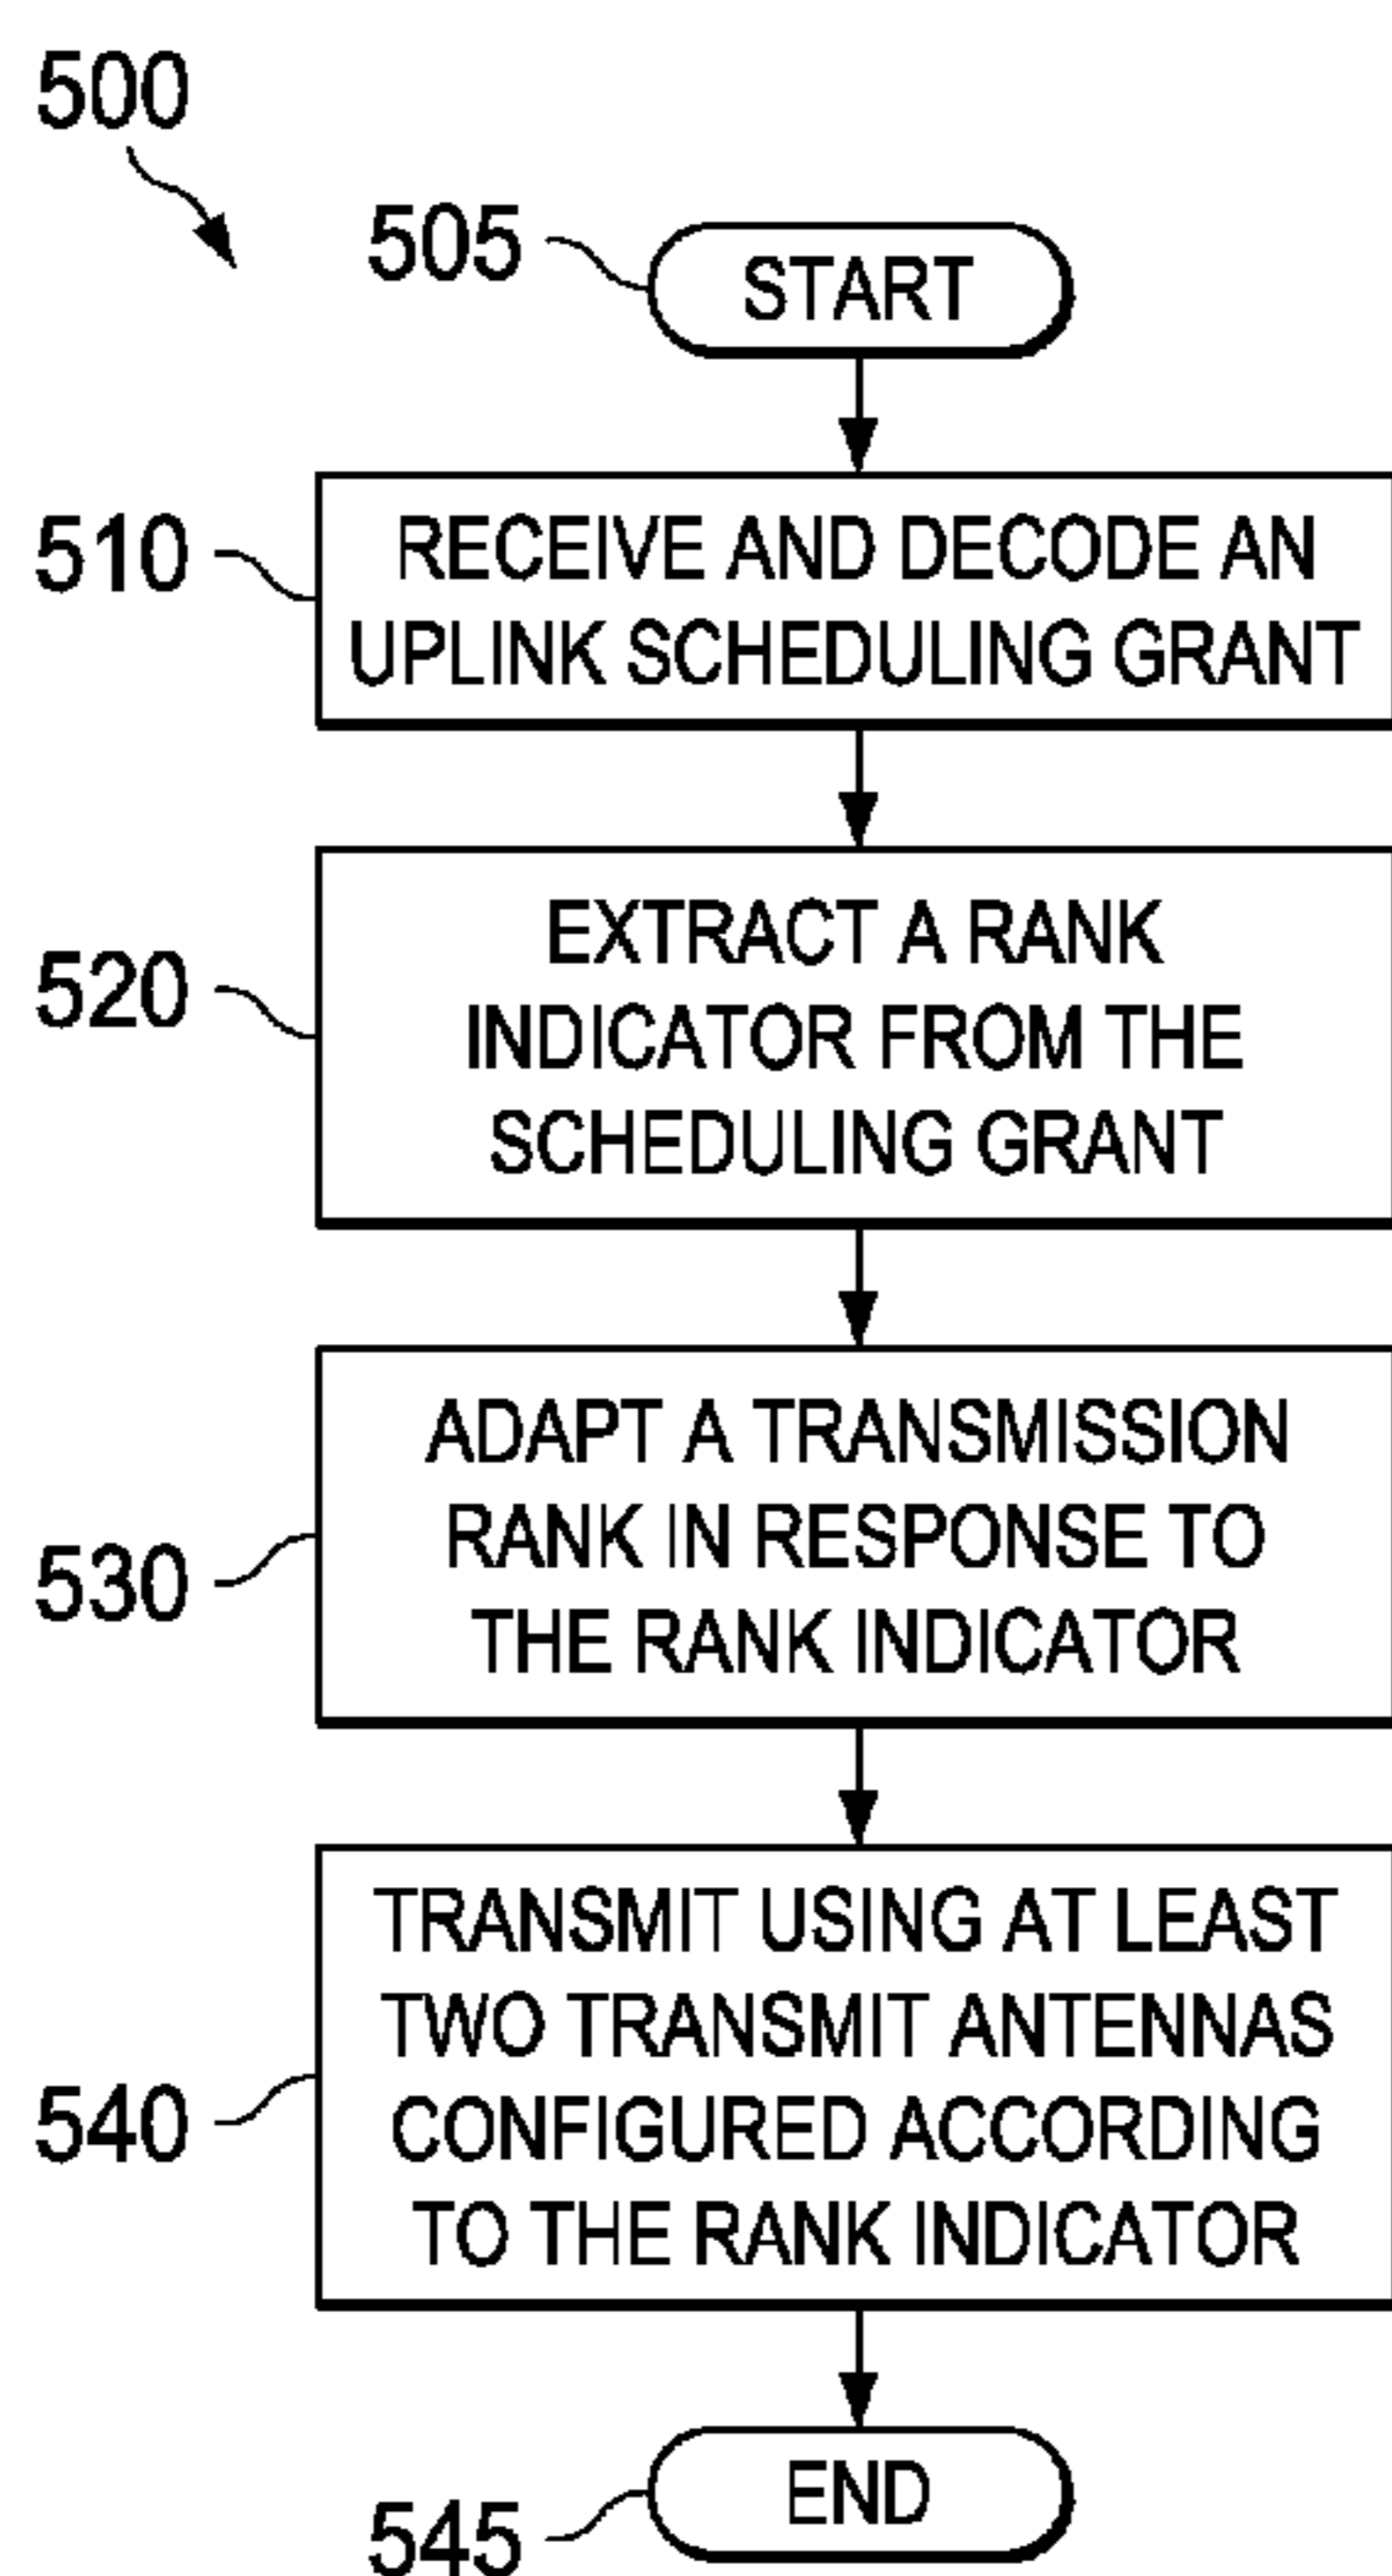 500
505
START
510
RECEIVE AND DECODE AN
UPLINK SCHEDULING GRANT
520
EXTRACT A RANK
INDICATOR FROM THE
SCHEDULING GRANT
530
ADAPT A TRANSMISSION
RANK IN RESPONSE TO
THE RANK INDICATOR
540
TRANSMIT USING AT LEAST
TWO TRANSMIT ANTENNAS
CONFIGURED ACCORDING
TO THE RANK INDICATOR
545
END